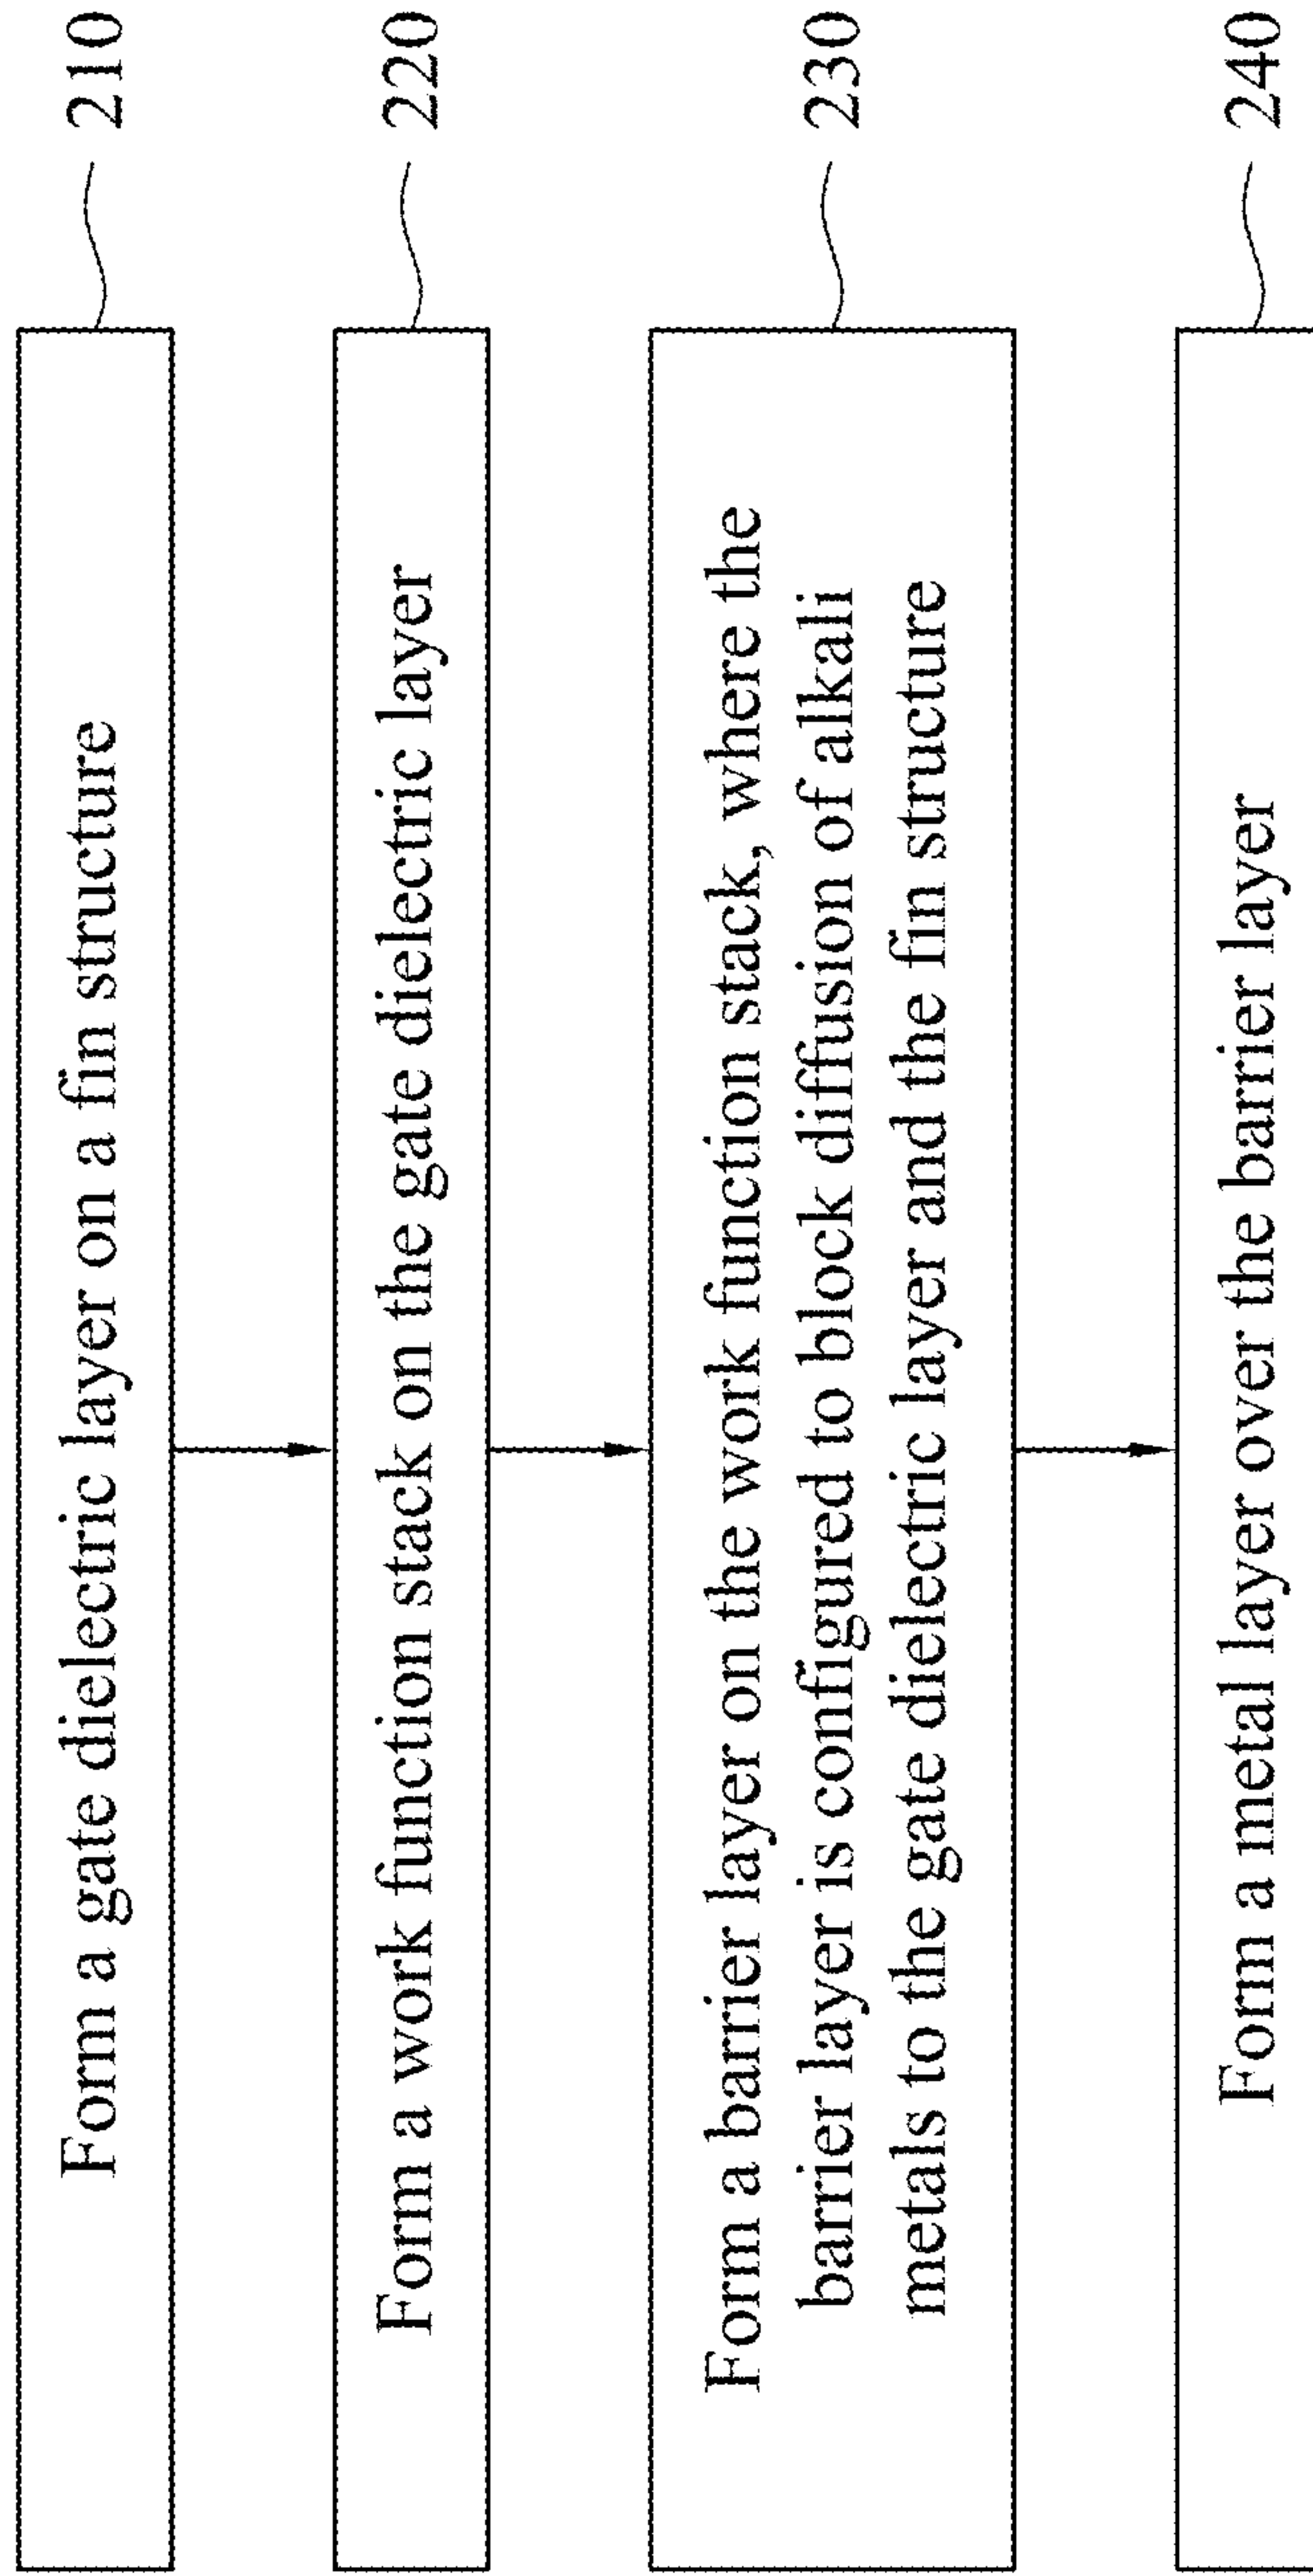 Form a gate dielectric layer on a fin structure
210
Form a work function stack on the gate dielectric layer
220
Form a barrier layer on the work function stack, where the
barrier layer is configured to block diffusion of alkali
metals to the gate dielectric layer and the fin structure
230
Form a metal layer over the barrier layer
240